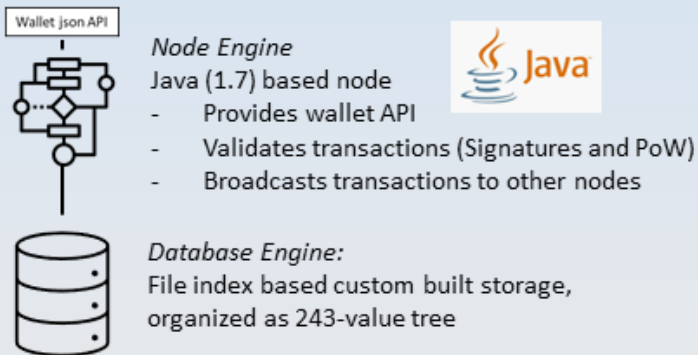 Wallet json API
Node Engine
Java (1.7) based node
- Provides wallet API
- Validates transactions (Signatures and PoW)
- Broadcasts transactions to other nodes
Java
Database Engine:
File index based custom built storage,
organized as 243-value tree